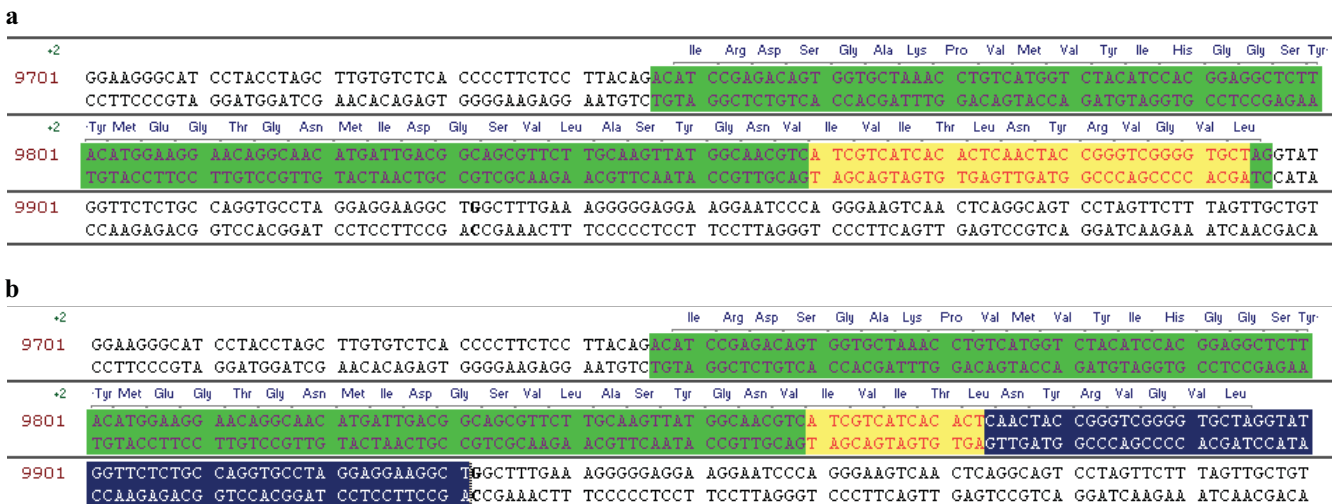 a
+2 Ile Arg Asp Ser Gly Ala Lys Pro Val Met Val Tyr Ile His Gly Gly Ser Tyr·
9701 GGAAGGGCAT CCTACCTAGC TTGTGTCTCA CCCCTTCTCC TTACAGACAT CCGAGACAGT GGTGCTAAAC CCTGTCATGGT CTACATCCAC GGAGGCTCTT
CCTTCCCGTA GGATGGATCG AACACAGAGT GGGGAAGAGG AATGTCTGTA GGCTCTGTCA CCACGATTTG GACAGTACCA GATGTAGGTG CCTCCGAGAA
+2 ·Tyr Met Glu Gly Thr Gly Asn Met Ile Asp Gly Ser Val Leu Ala Ser Tyr Gly Asn Val Ile Val Ile Thr Leu Asn Tyr Arg Val Gly Val Leu
9801 ACATGGAAGG AACAGGCAAC ATGATTGACG GCAGCGTTCT TGCAAGTTAT GGCAACGTCA TCGTCATCAC ACTCAACTAC CGGGTCGGGG TGCTAGGTAT
TGTACCTTCC TTGTCCGTTG TACTAACTGC CGTCGCAAGA ACGTTCAATA CCGTTGCAGT AGCAGTAGTG TGAGTTGATG GCCCAGCCCC ACGATCCATA
9901 GGTTCTCTGC CAGGTGCCTA GGAGGAAGGC TGGCTTTGAA AGGGGGAGGA AGGAATCCCA GGGAAGTCAA CTCAGGCAGT CCTAGTTCTT TAGTTGCTGT
CCAAGAGACG GTCCACGGAT CCTCCTTCCG ACCGAAACTT TCCCCCTCCT TCCTTAGGGT CCCTTCAGTT GAGTCCGTCA GGATCAAGAA ATCAACGACA
b
+2 Ile Arg Asp Ser Gly Ala Lys Pro Val Met Val Tyr Ile His Gly Gly Ser Tyr·
9701 GGAAGGGCAT CCTACCTAGC TTGTGTCTCA CCCCTTCTCC TTACAGACAT CCGAGACAGT GGTGCTAAAC CCTGTCATGGT CTACATCCAC GGAGGCTCTT
CCTTCCCGTA GGATGGATCG AACACAGAGT GGGGAAGAGG AATGTCTGTA GGCTCTGTCA CCACGATTTG GACAGTACCA GATGTAGGTG CCTCCGAGAA
+2 ·Tyr Met Glu Gly Thr Gly Asn Met Ile Asp Gly Ser Val Leu Ala Ser Tyr Gly Asn Val Ile Val Ile Thr Leu Asn Tyr Arg Val Gly Val Leu
9801 ACATGGAAGG AACAGGCAAC ATGATTGACG GCAGCGTTCT TGCAAGTTAT GGCAACGTCA TCGTCATCAC ACTCAACTAC CGGGTCGGGG TGCTAGGTAT
TGTACCTTCC TTGTCCGTTG TACTAACTGC CGTCGCAAGA ACGTTCAATA CCGTTGCAGT AGCAGTAGTG TGAGTTGATG GCCCAGCCCC ACGATCCATA
9901 GGTTCTCTGC CAGGTGCCTA GGAGGAAGGC TGGCTTTGAA AGGGGGAGGA AGGAATCCCA GGGAAGTCAA CTCAGGCAGT CCTAGTTCTT TAGTTGCTGT
CCAAGAGACG GTCCACGGAT CCTCCTTCCG ACCGAAACTT TCCCCCTCCT TCCTTAGGGT CCCTTCAGTT GAGTCCGTCA GGATCAAGAA ATCAACGACA